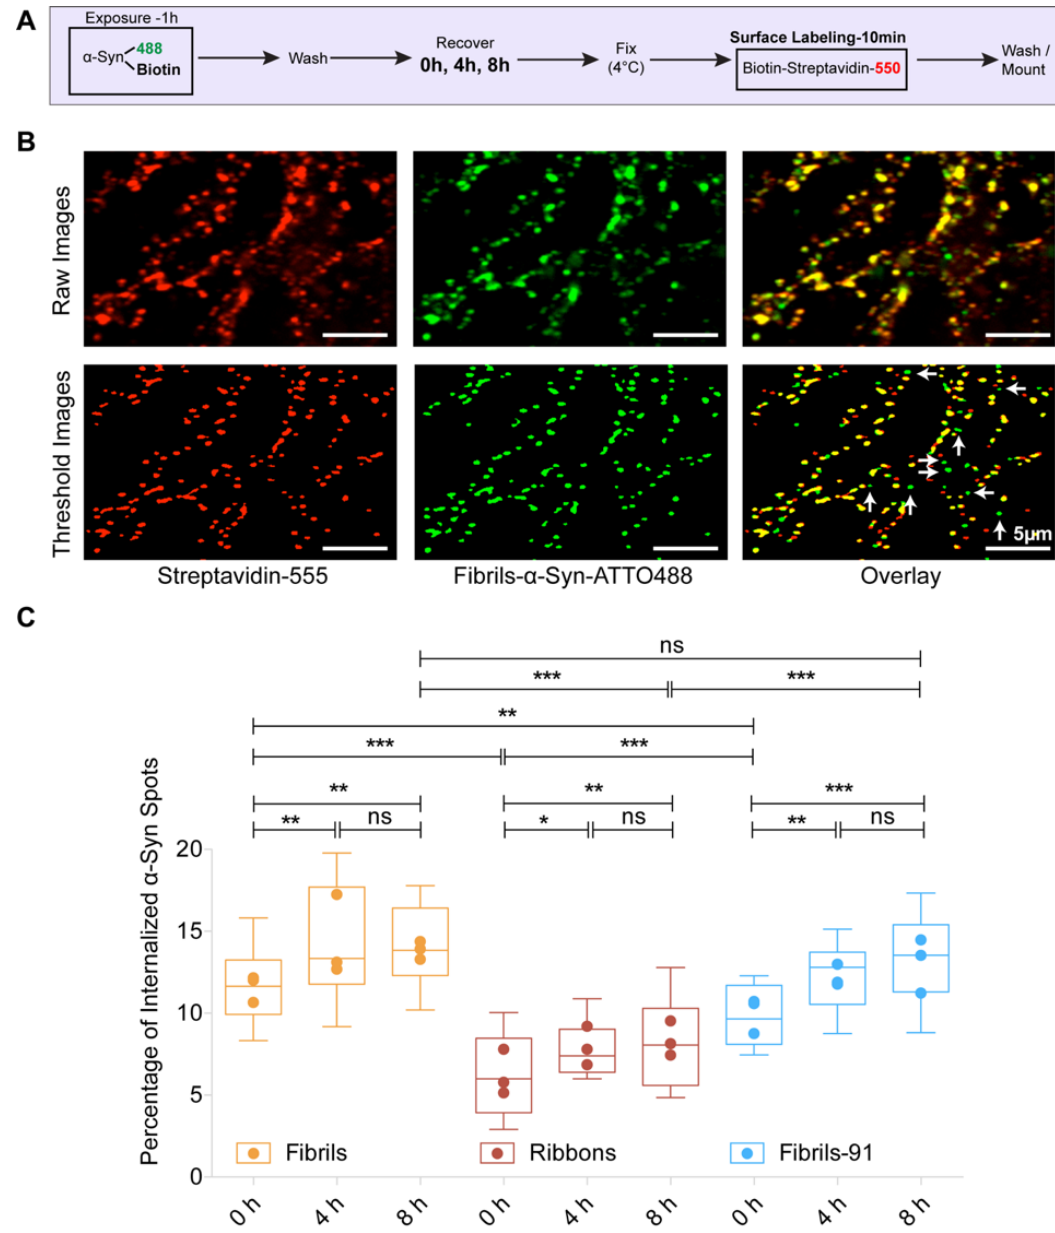 A
Exposure -1h
α-Syn
488
Biotin
Wash
Recover
0h, 4h, 8h
Fix
(4°C)
Surface Labeling-10min
Biotin-Streptavidin-550
Wash /
Mount
B
Raw Images
Threshold Images
5μm
Streptavidin-555
Fibrils-α-Syn-ATTO488
Overlay
C
ns
***
***
**
***
***
**
**
***
**
ns
*
ns
**
ns
Percentage of Internalized α-Syn Spots
20
15
10
5
0
Fibrils
Ribbons
Fibrils-91
0 h
4 h
8 h
0 h
4 h
8 h
0 h
4 h
8 h